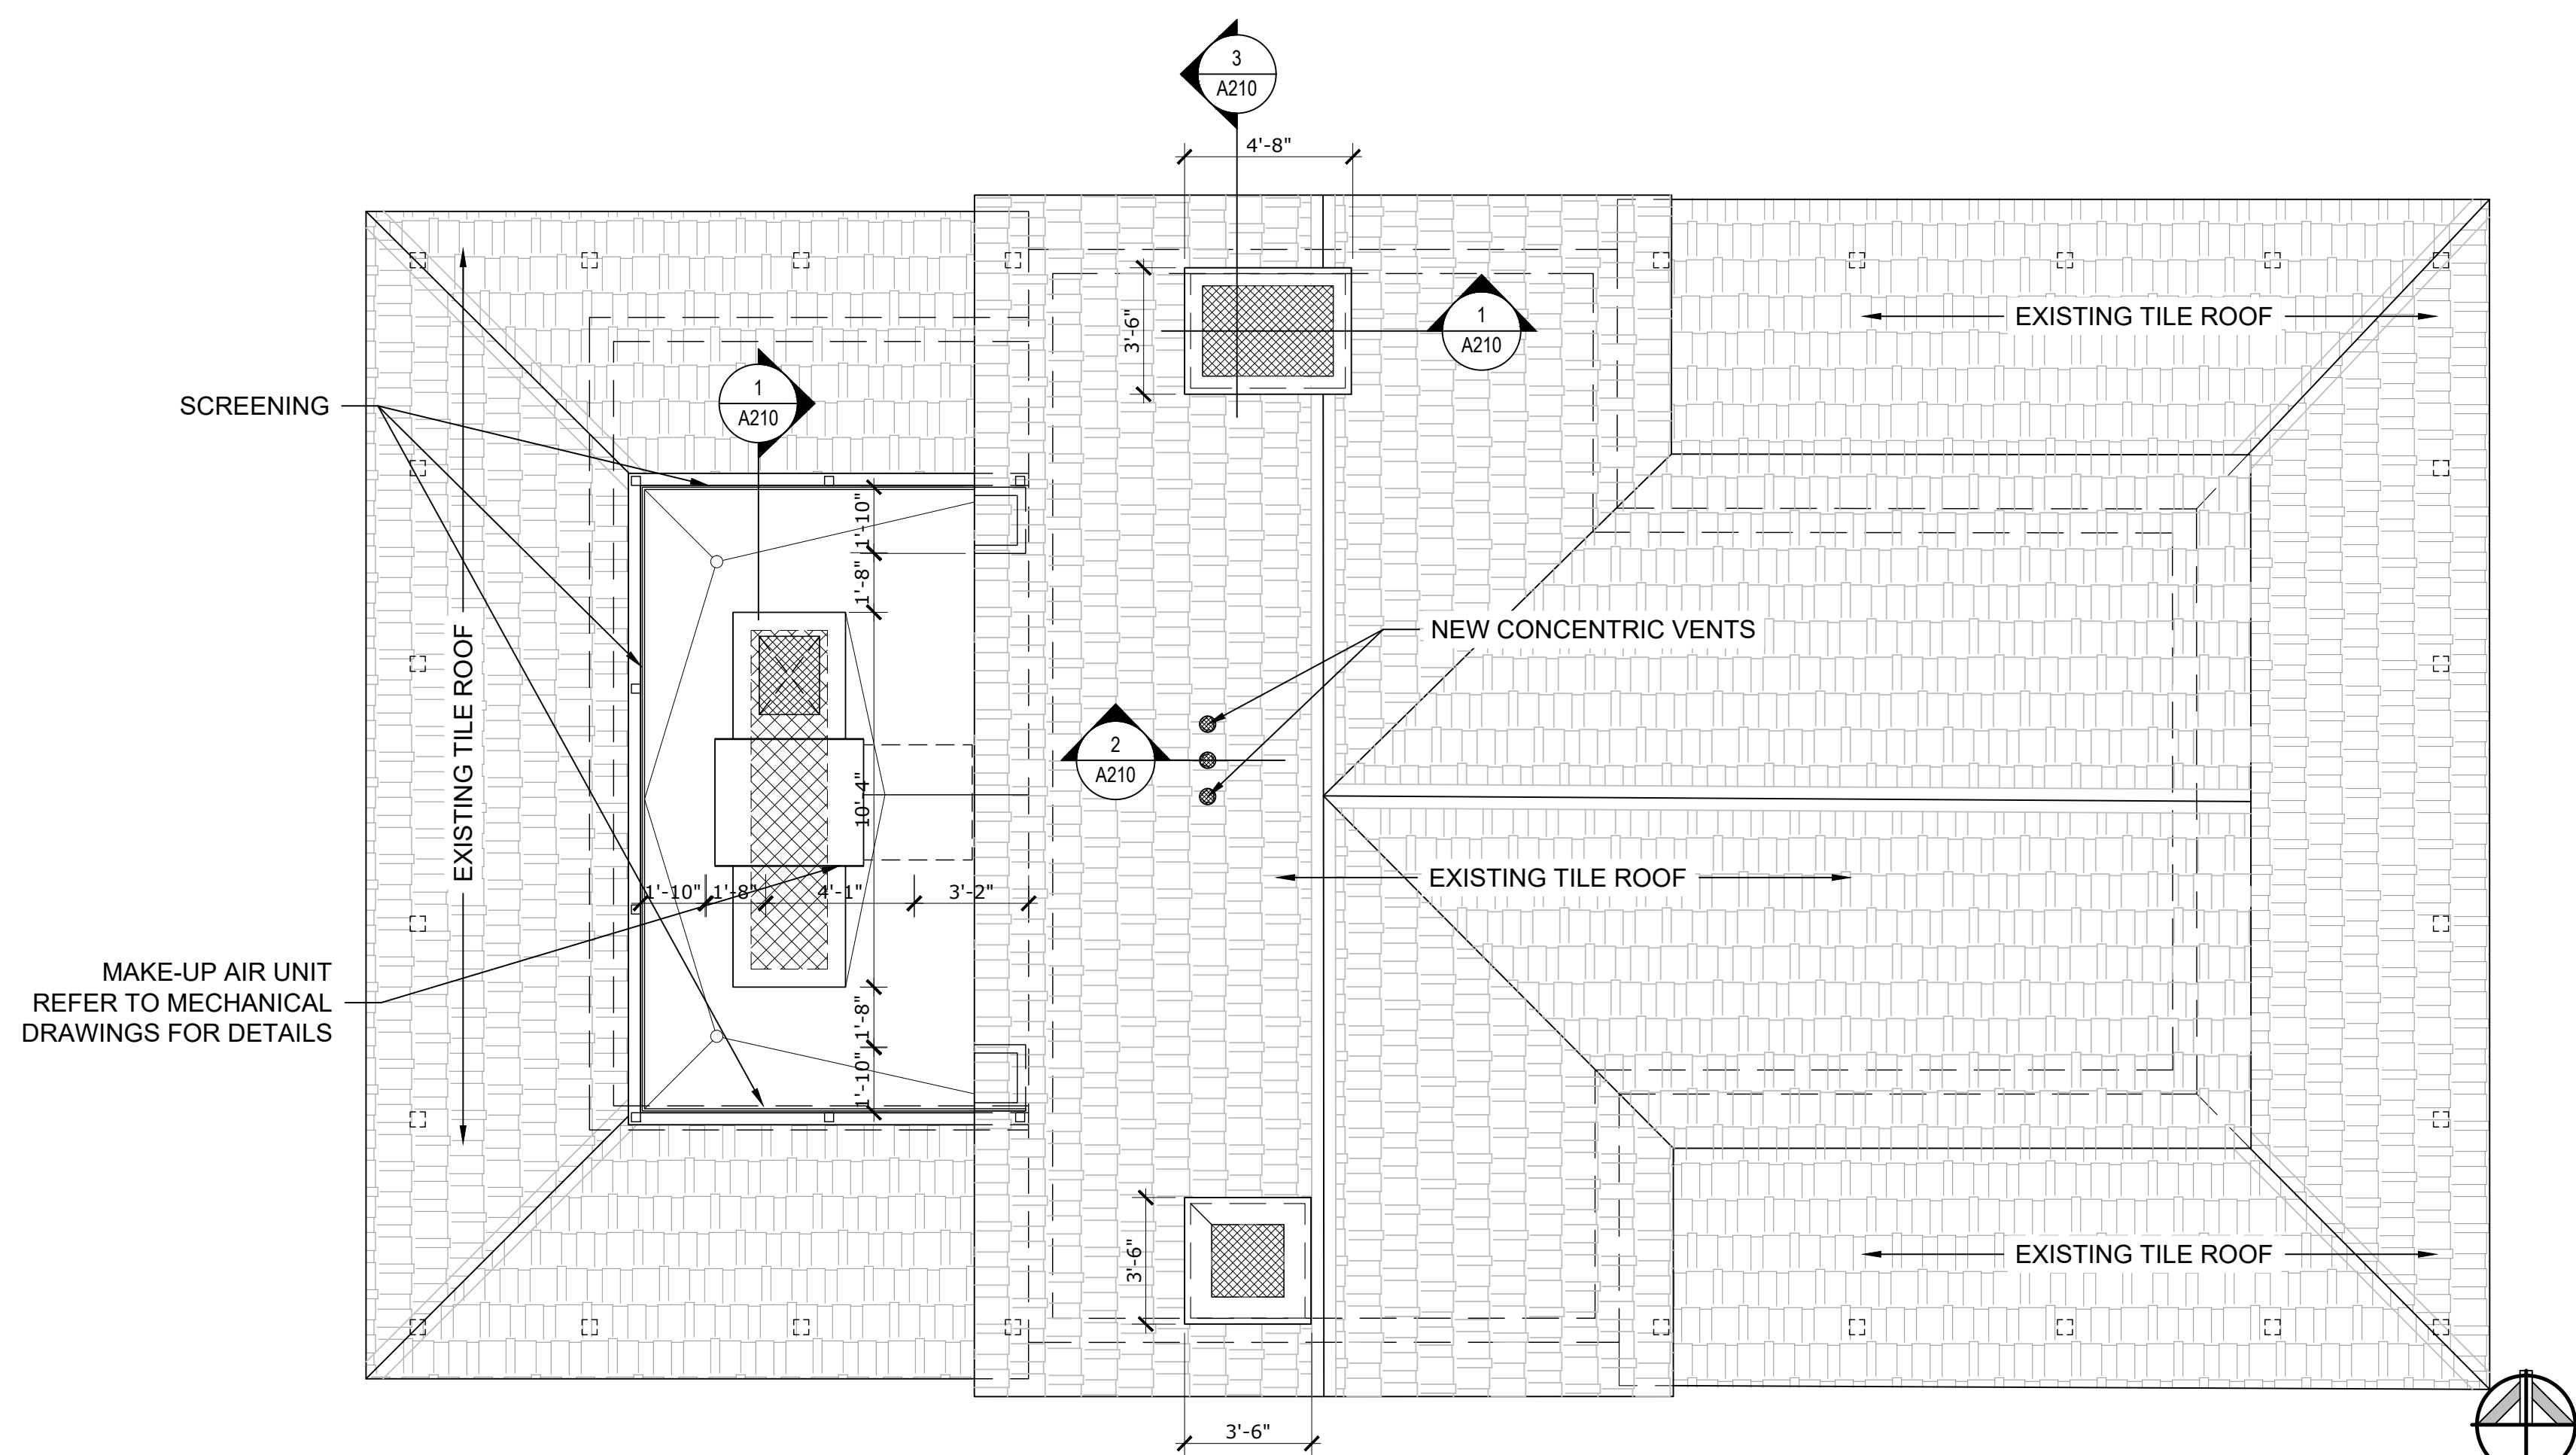 3
A210
4'-8"
3'-6"
1
A210
EXISTING TILE ROOF
SCREENING
1
A210
1'-10"
1'-8"
EXISTING TILE ROOF
NEW CONCENTRIC VENTS
2
A210
10'-4"
1'-10"
1'-8"
4'-1"
3'-2"
EXISTING TILE ROOF
MAKE-UP AIR UNIT
REFER TO MECHANICAL
DRAWINGS FOR DETAILS
1'-8"
1'-10"
3'-6"
EXISTING TILE ROOF
3'-6"